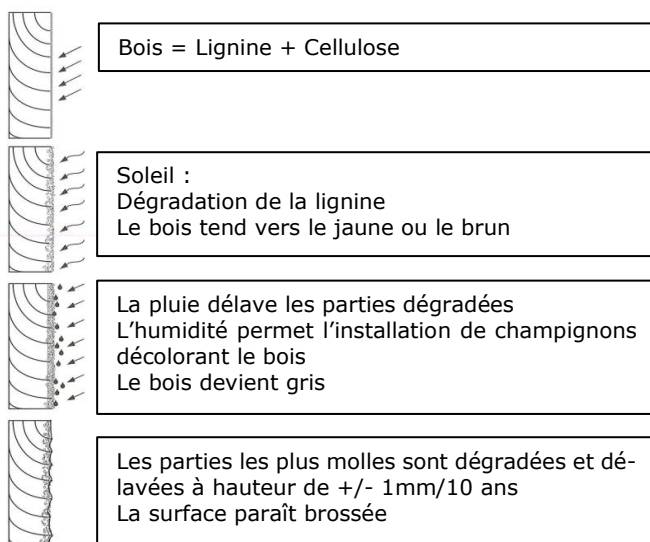 Bois = Lignine + Cellulose
Soleil :
Dégradation de la lignine
Le bois tend vers le jaune ou le brun
La pluie délave les parties dégradées
L’humidité permet l’installation de champignons
décolorant le bois
Le bois devient gris
Les parties les plus molles sont dégradées et dé-
lavées à hauteur de +/- 1mm/10 ans
La surface paraît brossée